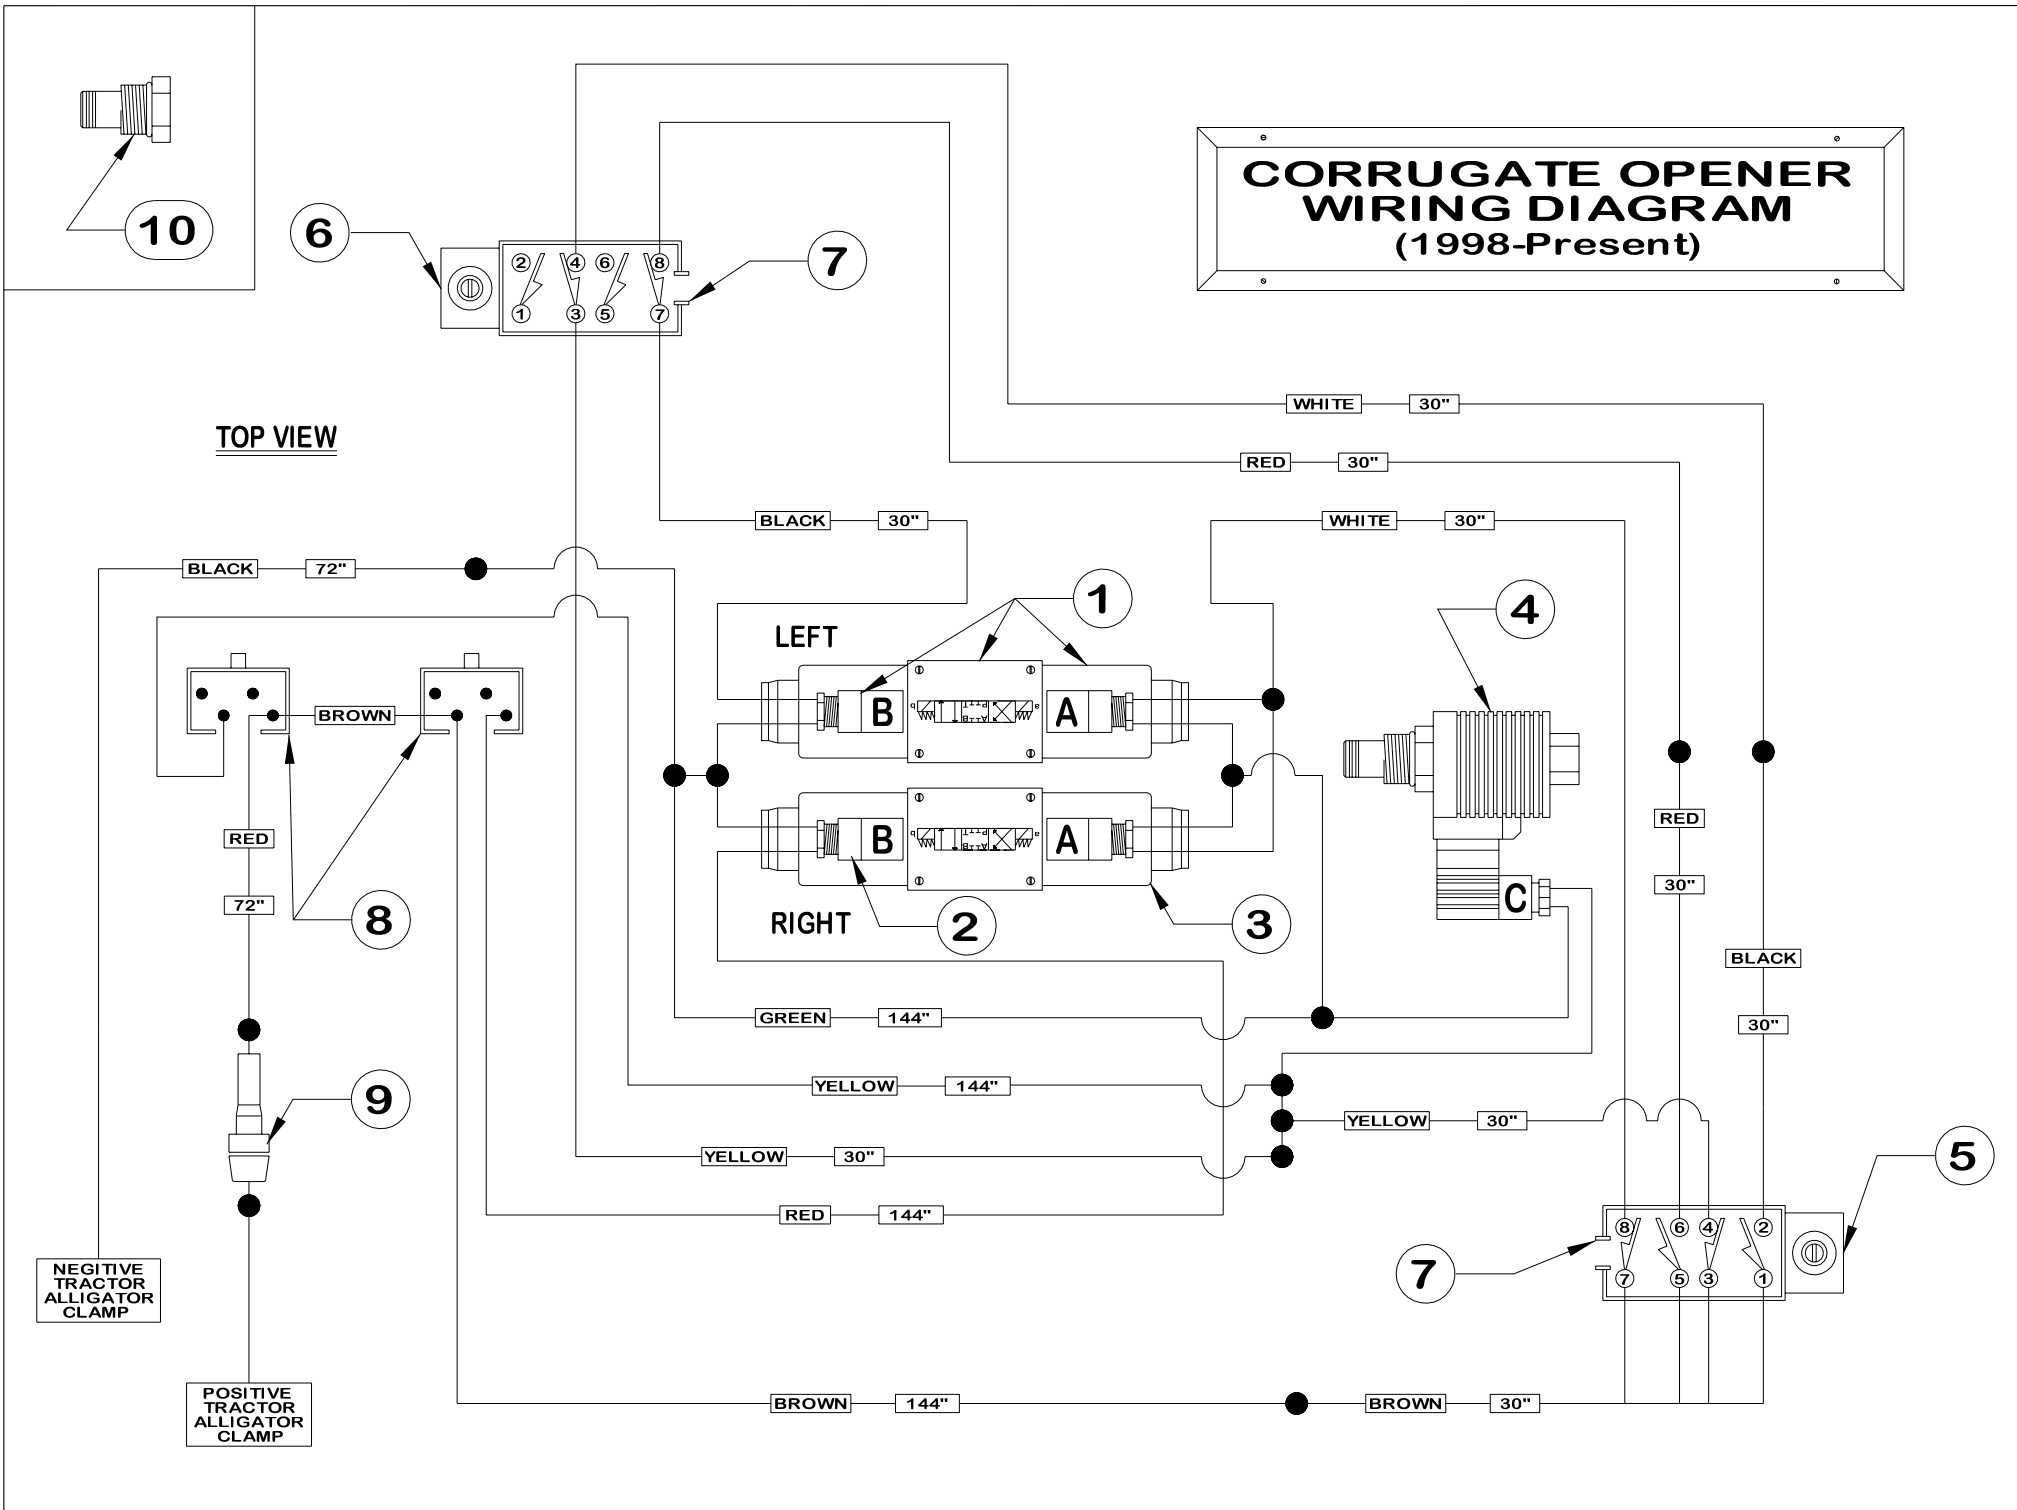 CORRUGATE OPENER
WIRING DIAGRAM
(1998-Present)
10
6
2 4 6 8
1 3 5 7
7
TOP VIEW
WHITE 30"
RED 30"
BLACK 30"
WHITE 30"
BLACK 72"
1
4
LEFT
BROWN
B
A
b
a
P T T
A B
RED
RED
B
A
b
a
P T T
A B
30"
72"
8
C
RIGHT
2
3
BLACK
GREEN 144"
30"
YELLOW 144"
9
YELLOW 30"
YELLOW 30"
5
RED 144"
8 6 4 2
7 5 3 1
7
NEGITIVE
TRACTOR
ALLIGATOR
CLAMP
POSITIVE
TRACTOR
ALLIGATOR
CLAMP
BROWN 144"
BROWN 30"